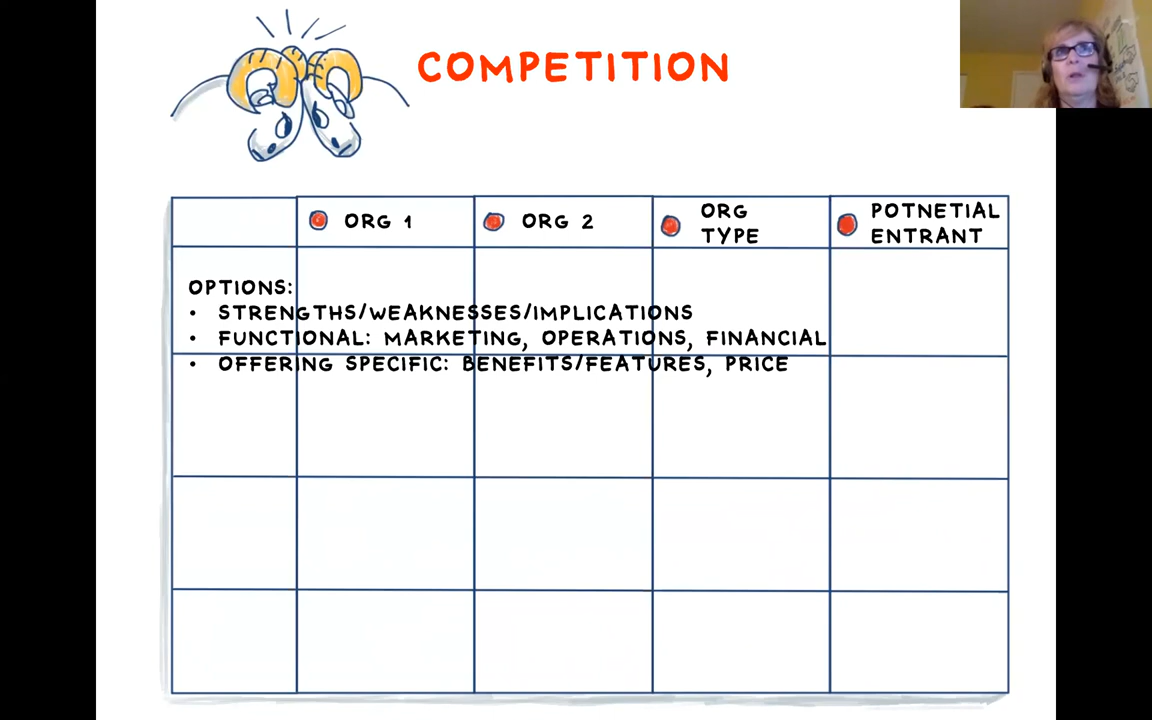 COMPETITION
ORG 1
ORG 2
ORG
TYPE
POTNETIAL
ENTRANT
OPTIONS:
• STRENGTHS/WEAKNESSES/IMPLICATIONS
• FUNCTIONAL: MARKETING, OPERATIONS, FINANCIAL
• OFFERING SPECIFIC: BENEFITS/FEATURES, PRICE